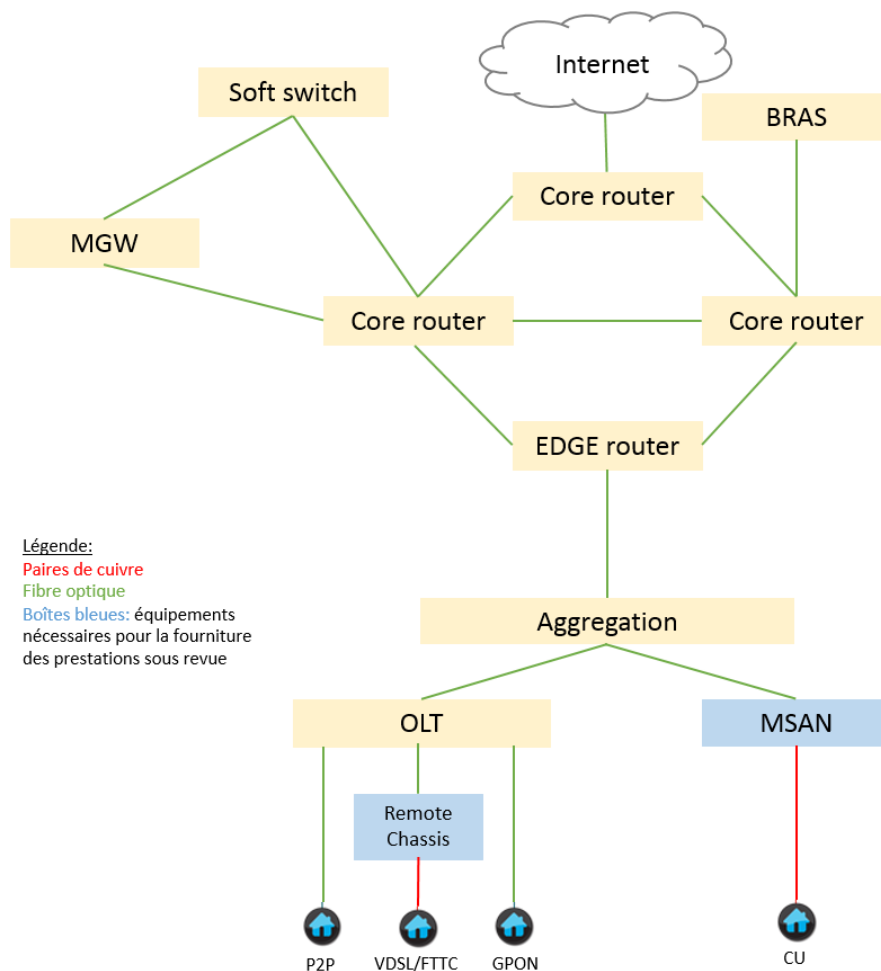 Internet
Soft switch
BRAS
Core router
MGW
Core router
Core router
EDGE router
Légende:
Paires de cuivre
Fibre optique
Boîtes bleues: équipements
nécessaires pour la fourniture
des prestations sous revue
Aggregation
OLT
MSAN
Remote
Chassis
P2P
VDSL/FTTC
GPON
CU